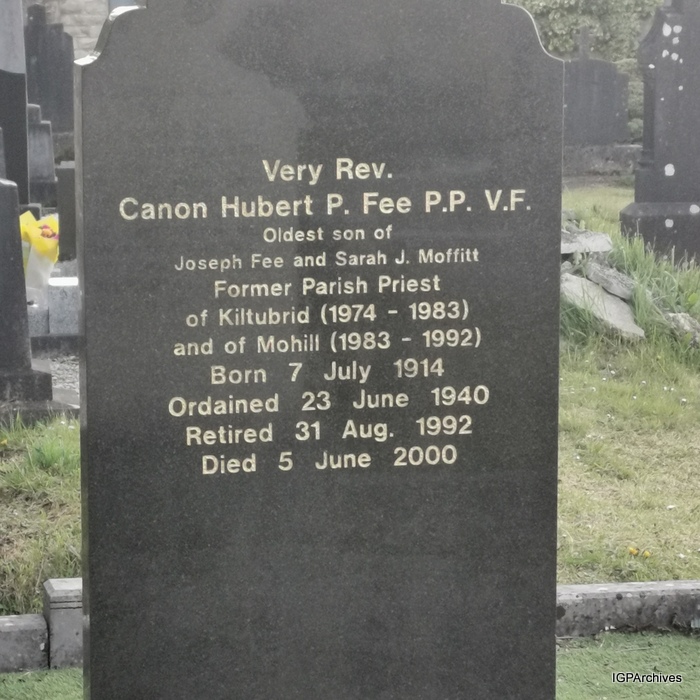 Very Rev.
Canon Hubert P. Fee P.P. V.F.
Oldest son of
Joseph Fee and Sarah J. Moffitt
Former Parish Priest
of Kiltubrid (1974 - 1983)
and of Mohill (1983 - 1992)
Born 7 July 1914
Ordained 23 June 1940
Retired 31 Aug. 1992
Died 5 June 2000
IGPArchives